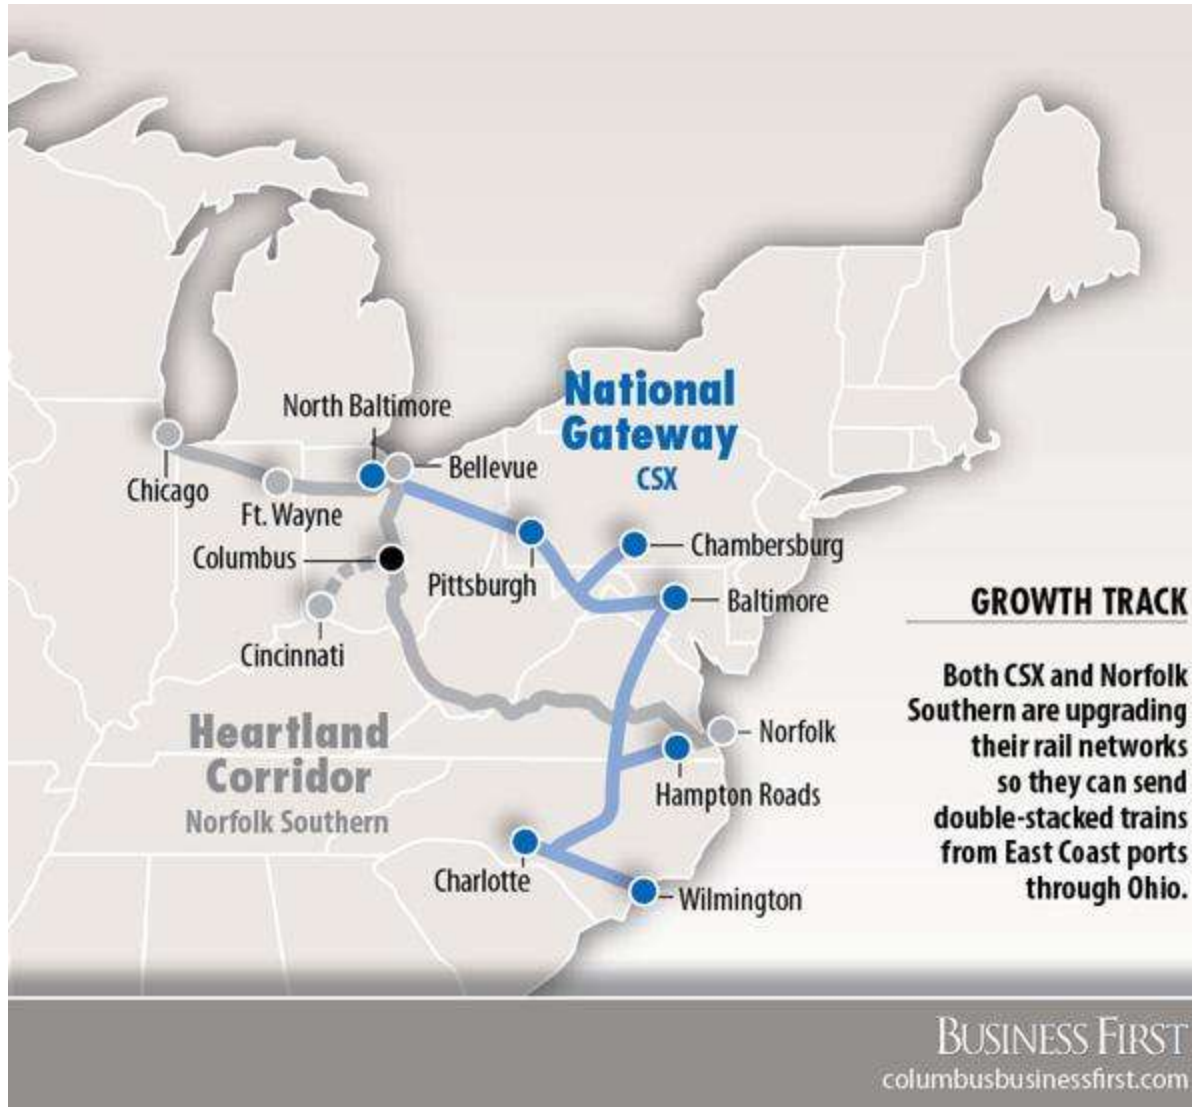 National
Gateway
CSX
North Baltimore
Bellevue
Chicago
Ft. Wayne
Columbus
Pittsburgh
Chambersburg
Baltimore
Cincinnati
Heartland
Corridor
Norfolk Southern
Norfolk
Hampton Roads
Charlotte
Wilmington
GROWTH TRACK
Both CSX and Norfolk
Southern are upgrading
their rail networks
so they can send
double-stacked trains
from East Coast ports
through Ohio.
BUSINESS FIRST
columbusbusinessfirst.com